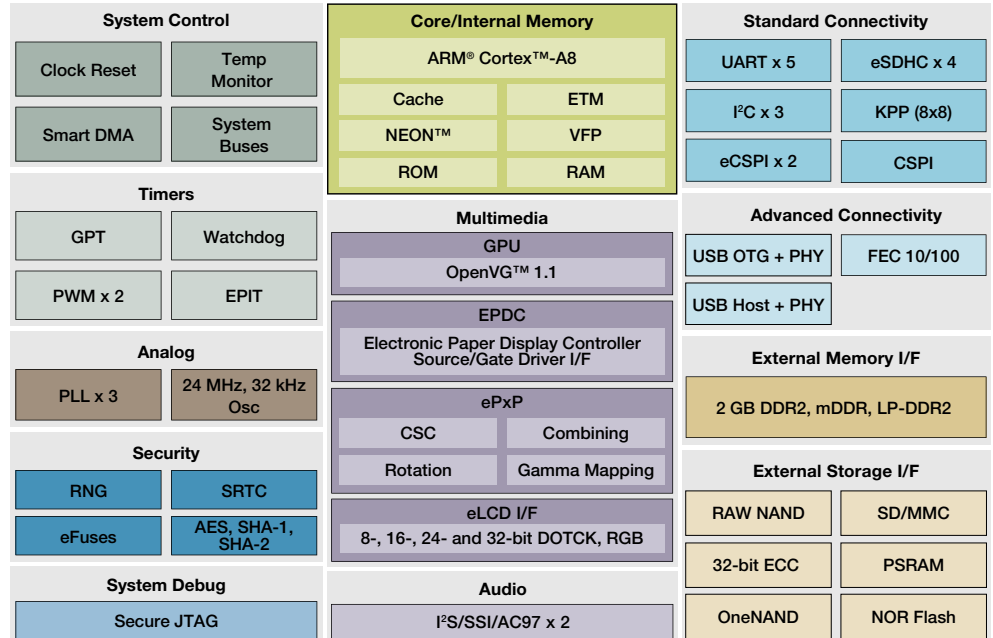 System Control
Clock Reset
Temp
Monitor
Smart DMA
System
Buses
Timers
GPT
Watchdog
PWM x 2
EPIT
Analog
PLL x 3
24 MHz, 32 kHz
Osc
Security
RNG
SRTC
eFuses
AES, SHA-1,
SHA-2
System Debug
Secure JTAG
Core/Internal Memory
ARM® Cortex™-A8
Cache
ETM
NEON™
VFP
ROM
RAM
Multimedia
GPU
OpenVG™ 1.1
EPDC
Electronic Paper Display Controller
Source/Gate Driver I/F
ePxP
CSC
Combining
Rotation
Gamma Mapping
eLCD I/F
8-, 16-, 24- and 32-bit DOTCK, RGB
Audio
I²S/SSI/AC97 x 2
Standard Connectivity
UART x 5
eSDHC x 4
I²C x 3
KPP (8x8)
eCSPI x 2
CSPI
Advanced Connectivity
USB OTG + PHY
FEC 10/100
USB Host + PHY
External Memory I/F
2 GB DDR2, mDDR, LP-DDR2
External Storage I/F
RAW NAND
SD/MMC
32-bit ECC
PSRAM
OneNAND
NOR Flash